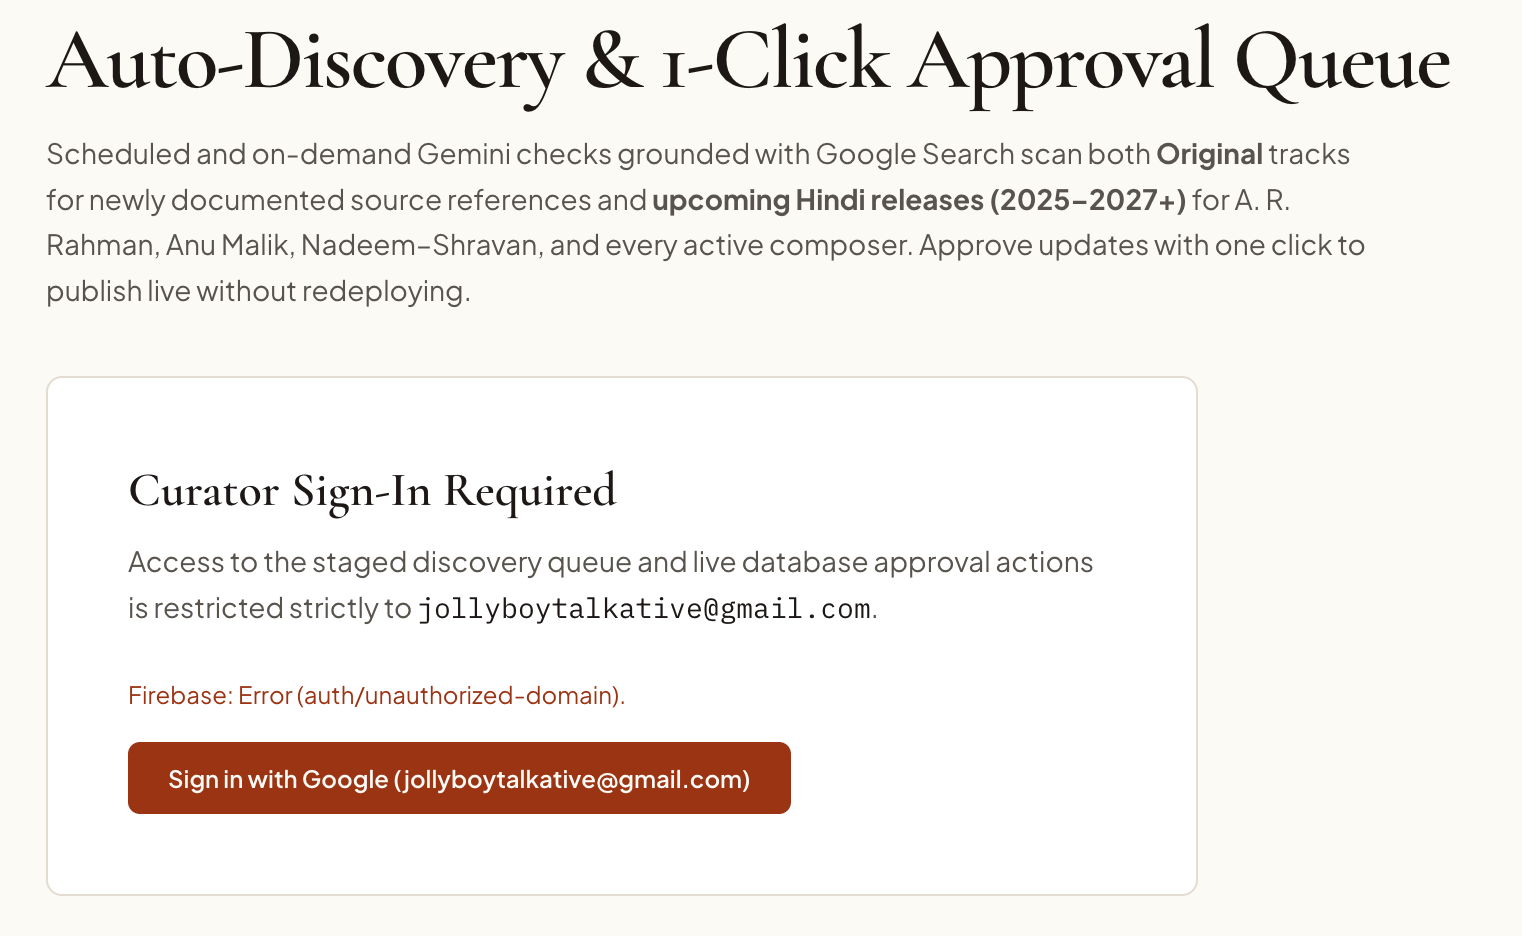 Auto-Discovery & 1-Click Approval Queue
Scheduled and on-demand Gemini checks grounded with Google Search scan both Original tracks
for newly documented source references and upcoming Hindi releases (2025–2027+) for A. R.
Rahman, Anu Malik, Nadeem–Shravan, and every active composer. Approve updates with one click to
publish live without redeploying.
Curator Sign-In Required
Access to the staged discovery queue and live database approval actions
is restricted strictly to jollyboytalkative@gmail.com.
Firebase: Error (auth/unauthorized-domain).
Sign in with Google (jollyboytalkative@gmail.com)